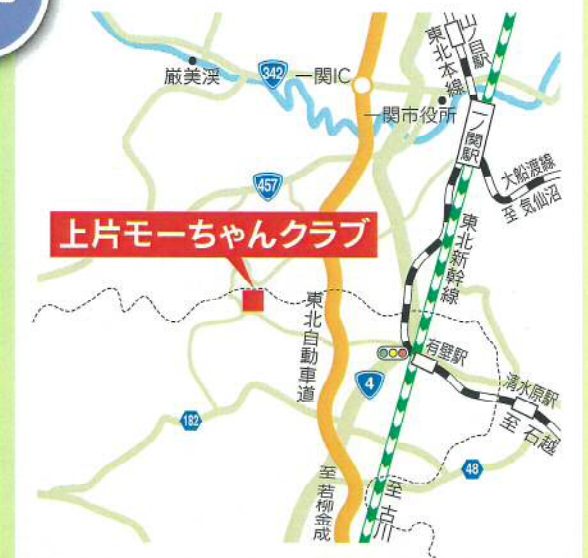 山ノ目駅
東北本線
厳美渓
342
一関IC
一関市役所
一ノ関駅
大船渡線
至 気仙沼
457
上片モーちゃんクラブ
東北新幹線
東北自動車道
有壁駅
4
清水原駅
至 石越
182
48
至 若柳金成
至 古川